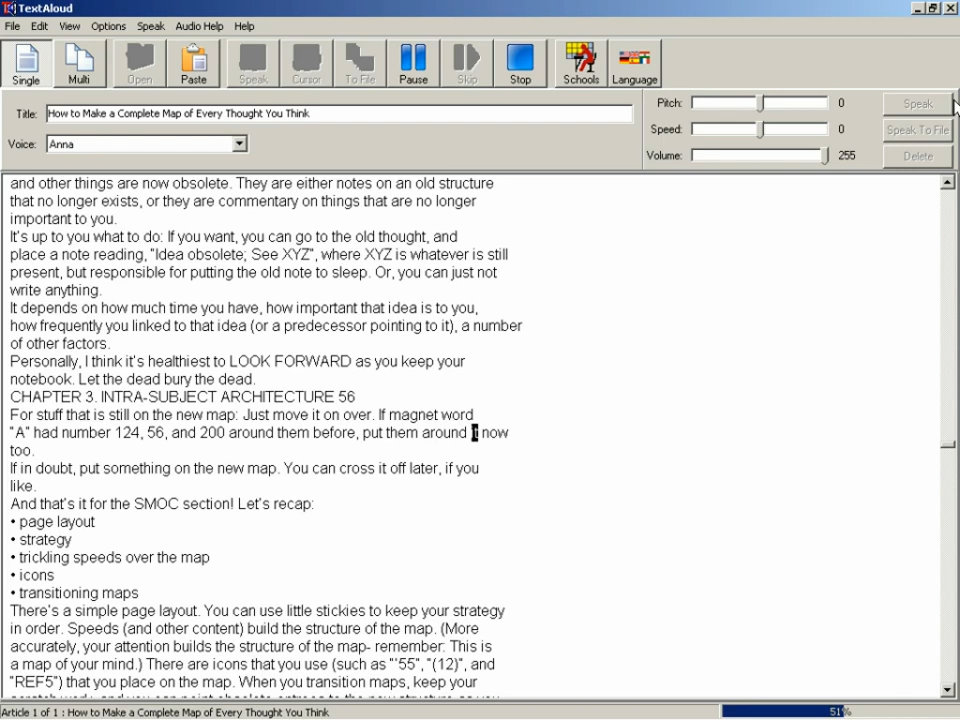 TextAloud
File Edit View Options Speak Audio Help Help
Single Multi Open Paste Speak Cursor To File Pause Skip Stop Schools Language
Title: How to Make a Complete Map of Every Thought You Think
Voice: Anna
Pitch: 0 Speak
Speed: 0 Speak To File
Volume: 255 Delete
and other things are now obsolete. They are either notes on an old structure
that no longer exists, or they are commentary on things that are no longer
important to you.
It's up to you what to do: If you want, you can go to the old thought, and
place a note reading, "Idea obsolete; See XYZ", where XYZ is whatever is still
present, but responsible for putting the old note to sleep. Or, you can just not
write anything.
It depends on how much time you have, how important that idea is to you,
how frequently you linked to that idea (or a predecessor pointing to it), a number
of other factors.
Personally, I think it's healthiest to LOOK FORWARD as you keep your
notebook. Let the dead bury the dead.
CHAPTER 3. INTRA-SUBJECT ARCHITECTURE 56
For stuff that is still on the new map: Just move it on over. If magnet word
"A" had number 124, 56, and 200 around them before, put them around it now
too.
If in doubt, put something on the new map. You can cross it off later, if you
like.
And that's it for the SMOC section! Let's recap:
• page layout
• strategy
• trickling speeds over the map
• icons
• transitioning maps
There's a simple page layout. You can use little stickies to keep your strategy
in order. Speeds (and other content) build the structure of the map. (More
accurately, your attention builds the structure of the map- remember: This is
a map of your mind.) There are icons that you use (such as "'55", "(12)", and
"REF5") that you place on the map. When you transition maps, keep your
Article 1 of 1 : How to Make a Complete Map of Every Thought You Think
51%